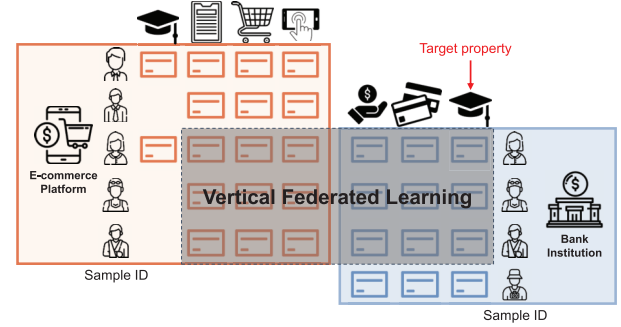 Target property
E-commerce
Platform
Vertical Federated Learning
Bank
Institution
Sample ID
Sample ID